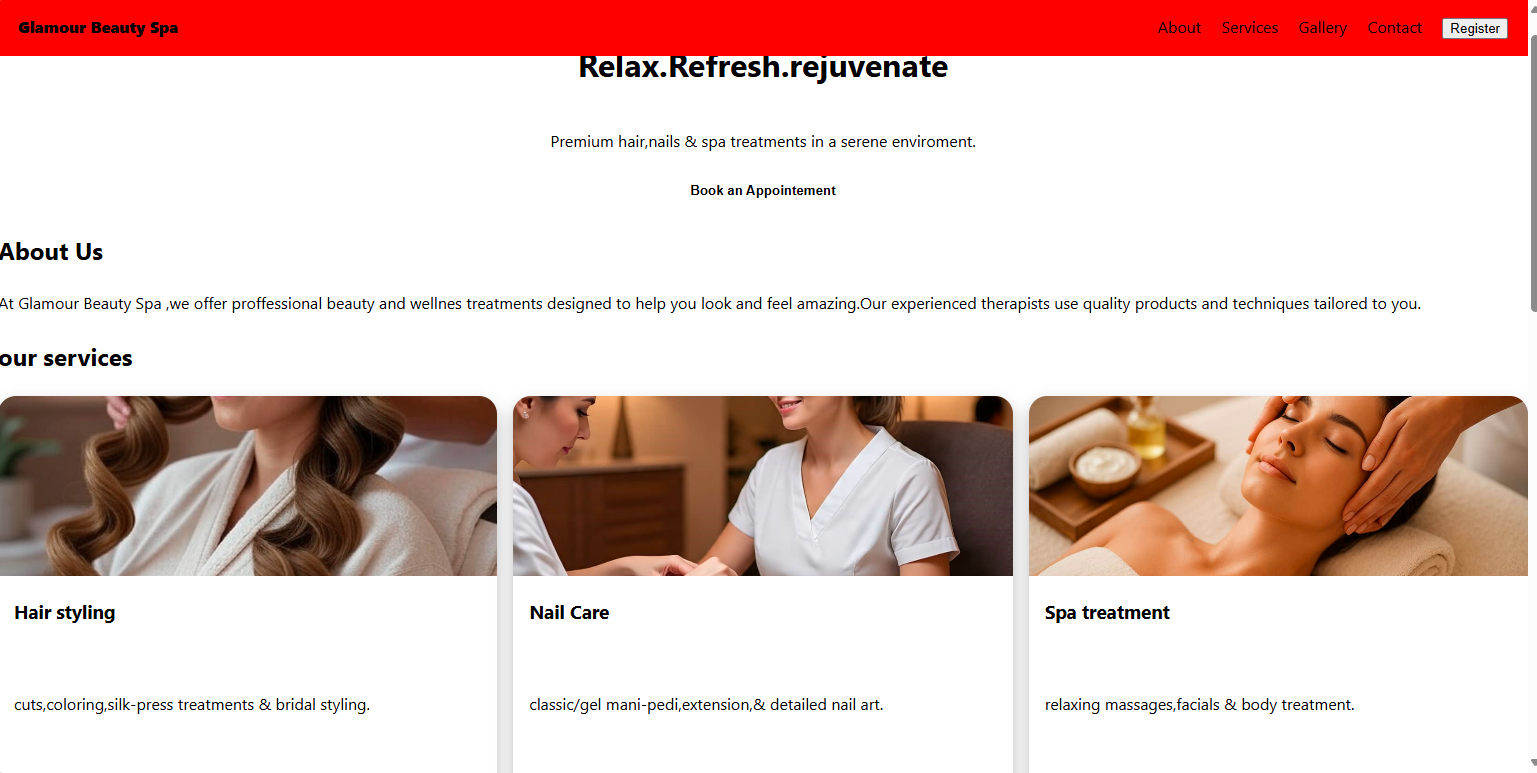 Glamour Beauty Spa About Services Gallery Contact Register
Relax.Refresh.rejuvenate
Premium hair,nails & spa treatments in a serene enviroment.
Book an Appointement
About Us
At Glamour Beauty Spa ,we offer proffessional beauty and wellnes treatments designed to help you look and feel amazing.Our experienced therapists use quality products and techniques tailored to you.
our services
Hair styling
Nail Care
Spa treatment
cuts,coloring,silk-press treatments & bridal styling.
classic/gel mani-pedi,extension,& detailed nail art.
relaxing massages,facials & body treatment.